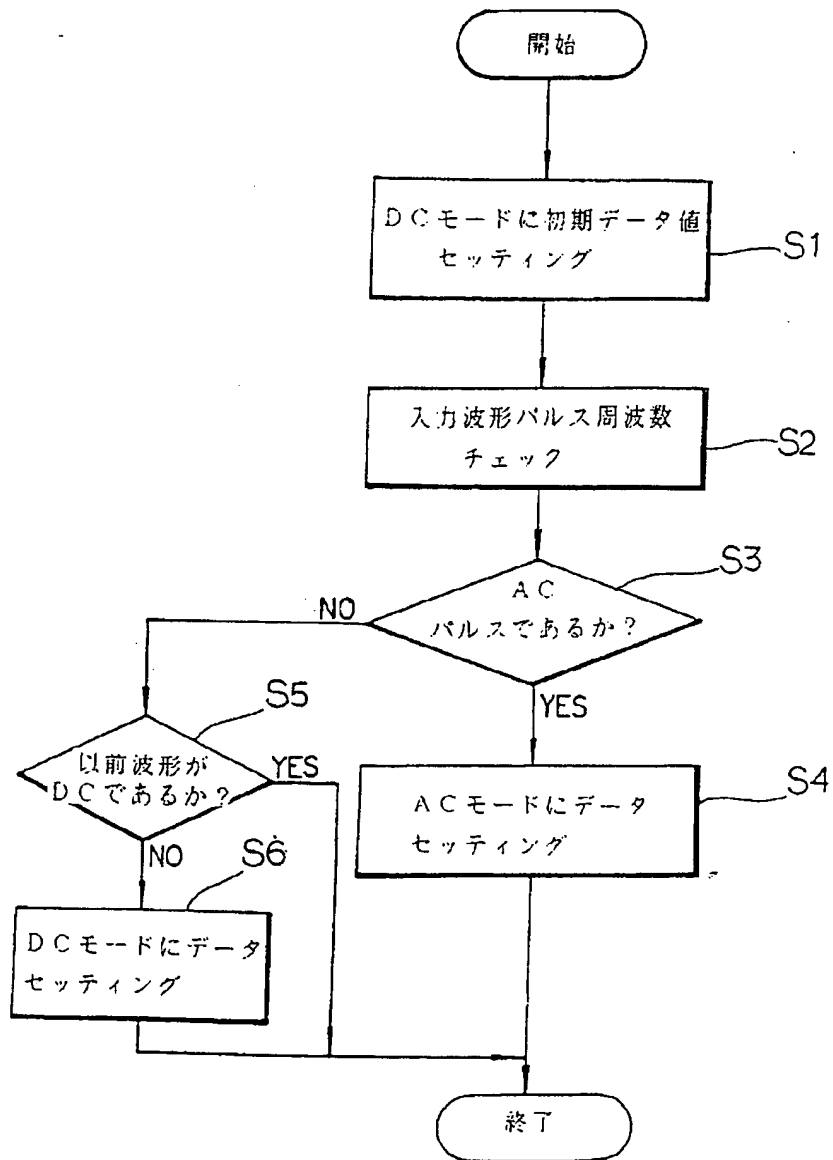 開始
DCモードに初期データ値
セッティング
S1
入力波形パルス周波数
チェック
S2
S3
AC
パルスであるか?
NO
YES
S5
以前波形が
DCであるか?
YES
NO
S4
ACモードにデータ
セッティング
S6
DCモードにデータ
セッティング
終了